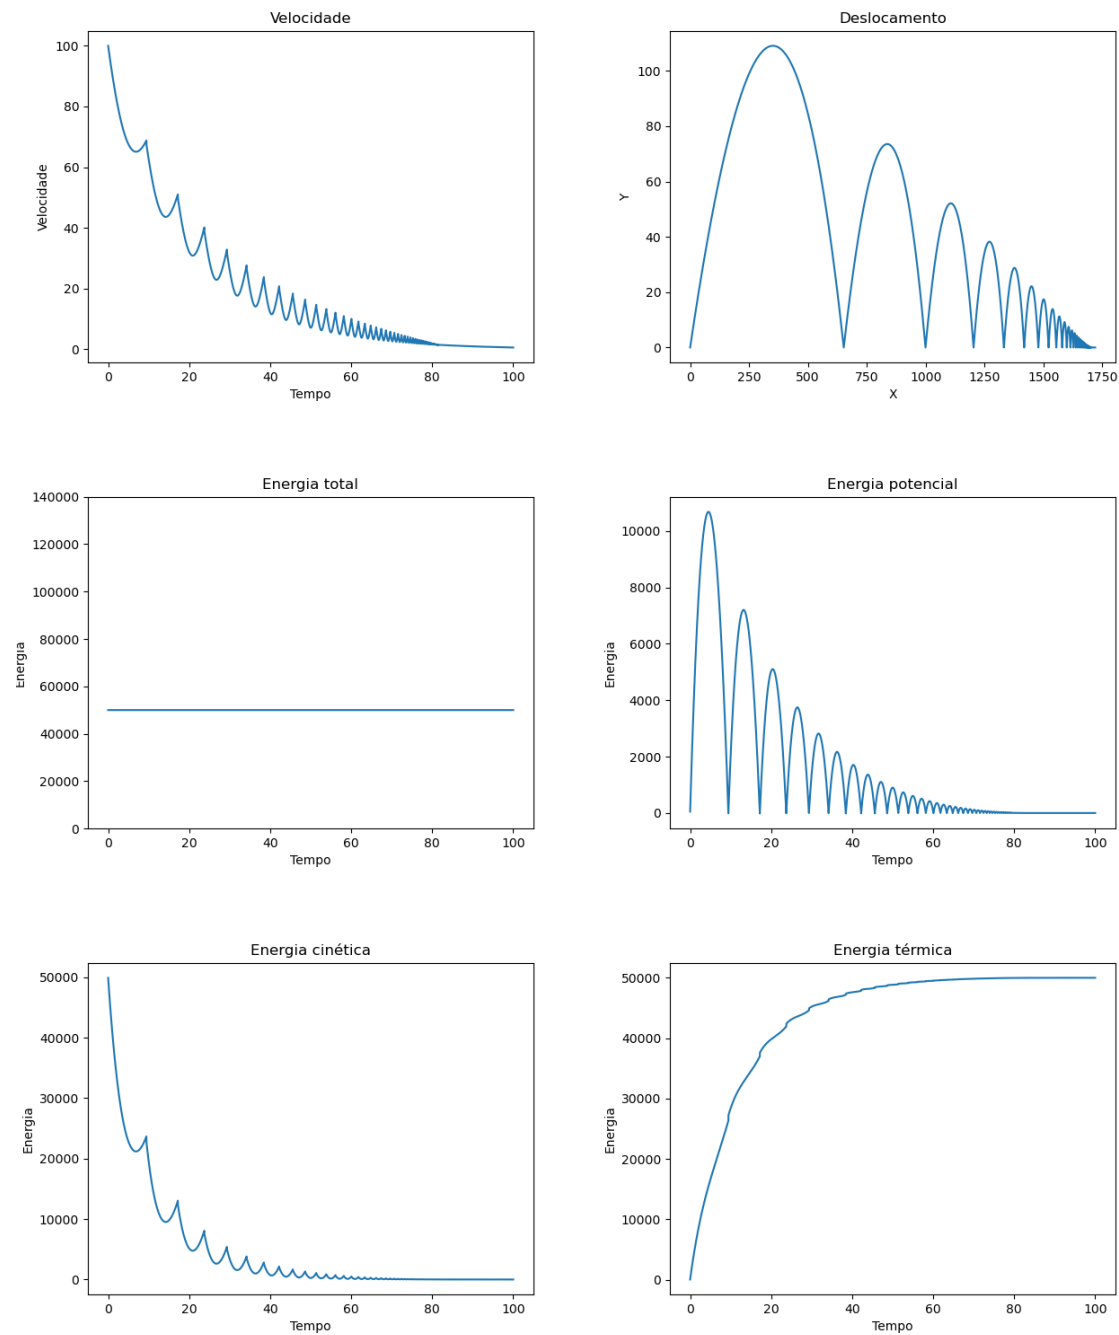 Velocidade
100
80
60
40
20
0
Velocidade
0 20 40 60 80 100
Tempo
Deslocamento
100
80
60
40
20
0
Y
0 250 500 750 1000 1250 1500 1750
X
Energia total
140000
120000
100000
80000
60000
40000
20000
0
Energia
0 20 40 60 80 100
Tempo
Energia potencial
10000
8000
6000
4000
2000
0
Energia
0 20 40 60 80 100
Tempo
Energia cinética
50000
40000
30000
20000
10000
0
Energia
0 20 40 60 80 100
Tempo
Energia térmica
50000
40000
30000
20000
10000
0
Energia
0 20 40 60 80 100
Tempo